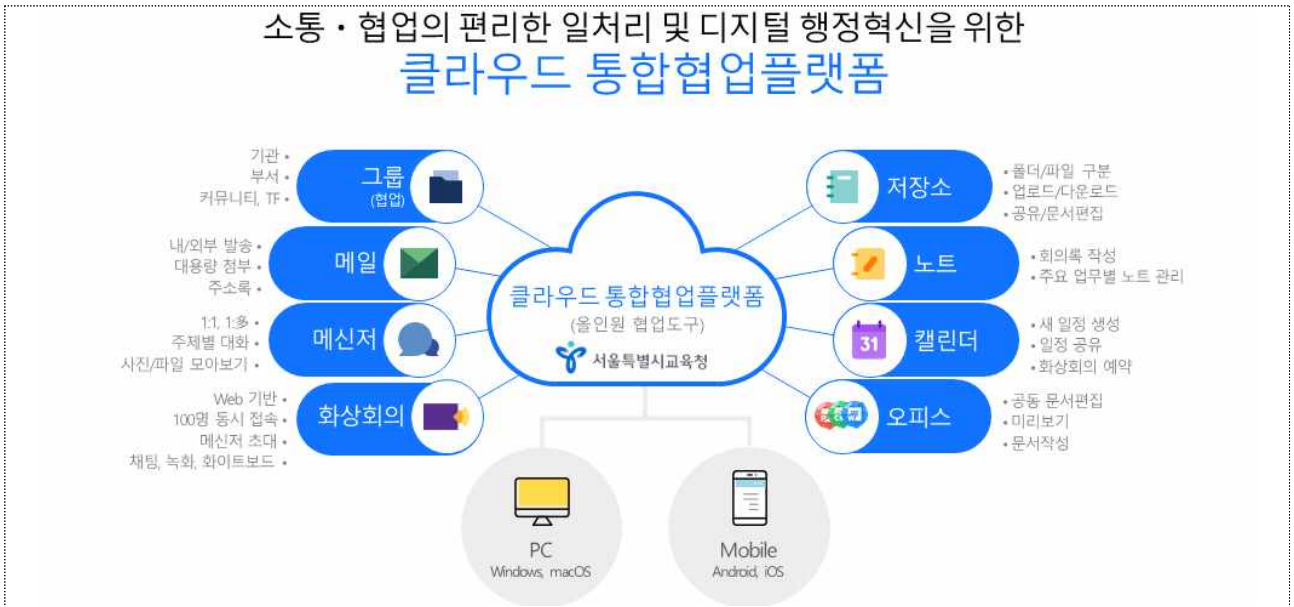 소통・협업의 편리한 일처리 및 디지털 행정혁신을 위한
클라우드 통합협업플랫폼
기관 •
부서 •
커뮤니티, TF •
그룹
(협업)
내/외부 발송 •
대용량 첨부 •
주소록 •
메일
1:1, 1:多 •
주제별 대화 •
사진/파일 모아보기 •
메신저
Web 기반 •
100명 동시 접속 •
메신저 초대 •
채팅, 녹화, 화이트보드 •
화상회의
클라우드 통합협업플랫폼
(올인원 협업도구)
서울특별시교육청
저장소
• 폴더/파일 구분
• 업로드/다운로드
• 공유/문서편집
노트
• 회의록 작성
• 주요 업무별 노트 관리
31
캘린더
• 새 일정 생성
• 일정 공유
• 화상회의 예약
오피스
• 공동 문서편집
• 미리보기
• 문서작성
PC
Windows, macOS
Mobile
Android, iOS